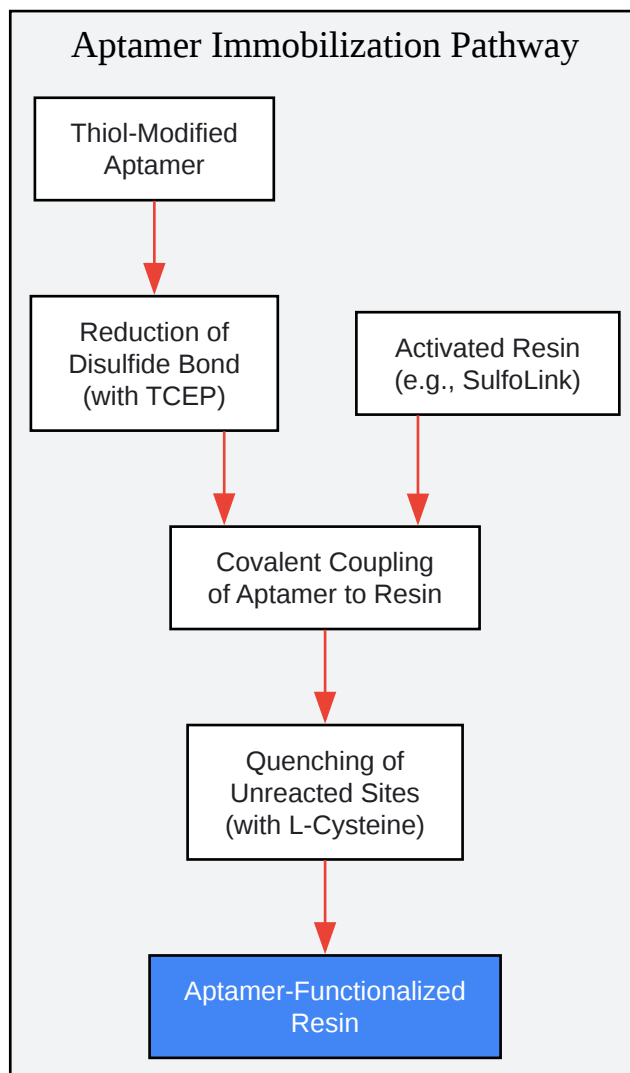 Aptamer Immobilization Pathway
Thiol-Modified
Aptamer
Reduction of
Disulfide Bond
(with TCEP)
Activated Resin
(e.g., SulfoLink)
Covalent Coupling
of Aptamer to Resin
Quenching of
Unreacted Sites
(with L-Cysteine)
Aptamer-Functionalized
Resin